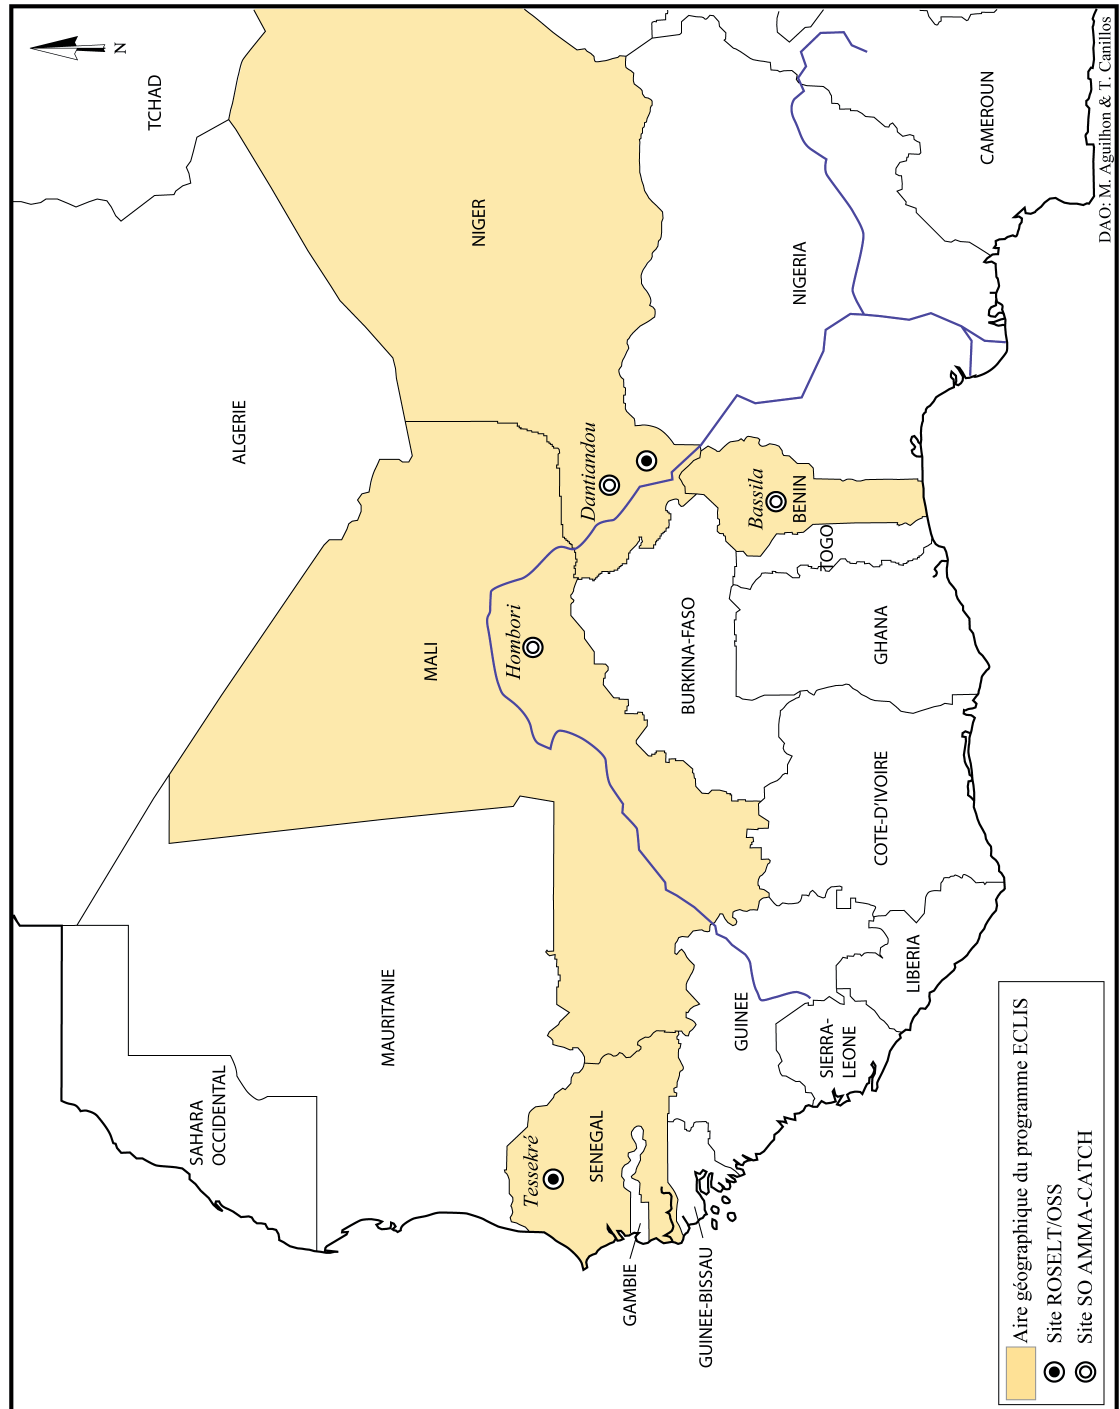 N
TCHAD
ALGERIE
NIGER
MALI
MAURITANIE
SAHARA
OCCIDENTAL
Tessekré
SENEGAL
GAMBIE
GUINEE-BISSAU
GUINEE
SIERRA-
LEONE
LIBERIA
COTE-D'IVOIRE
BURKINA-FASO
GHANA
TOGO
BENIN
Bassila
Hombori
Dantiandou
NIGERIA
CAMEROUN
Aire géographique du programme ECLIS
Site ROSELT/OSS
Site SO AMMA-CATCH
DAO: M. Aguilhon & T. Canillos